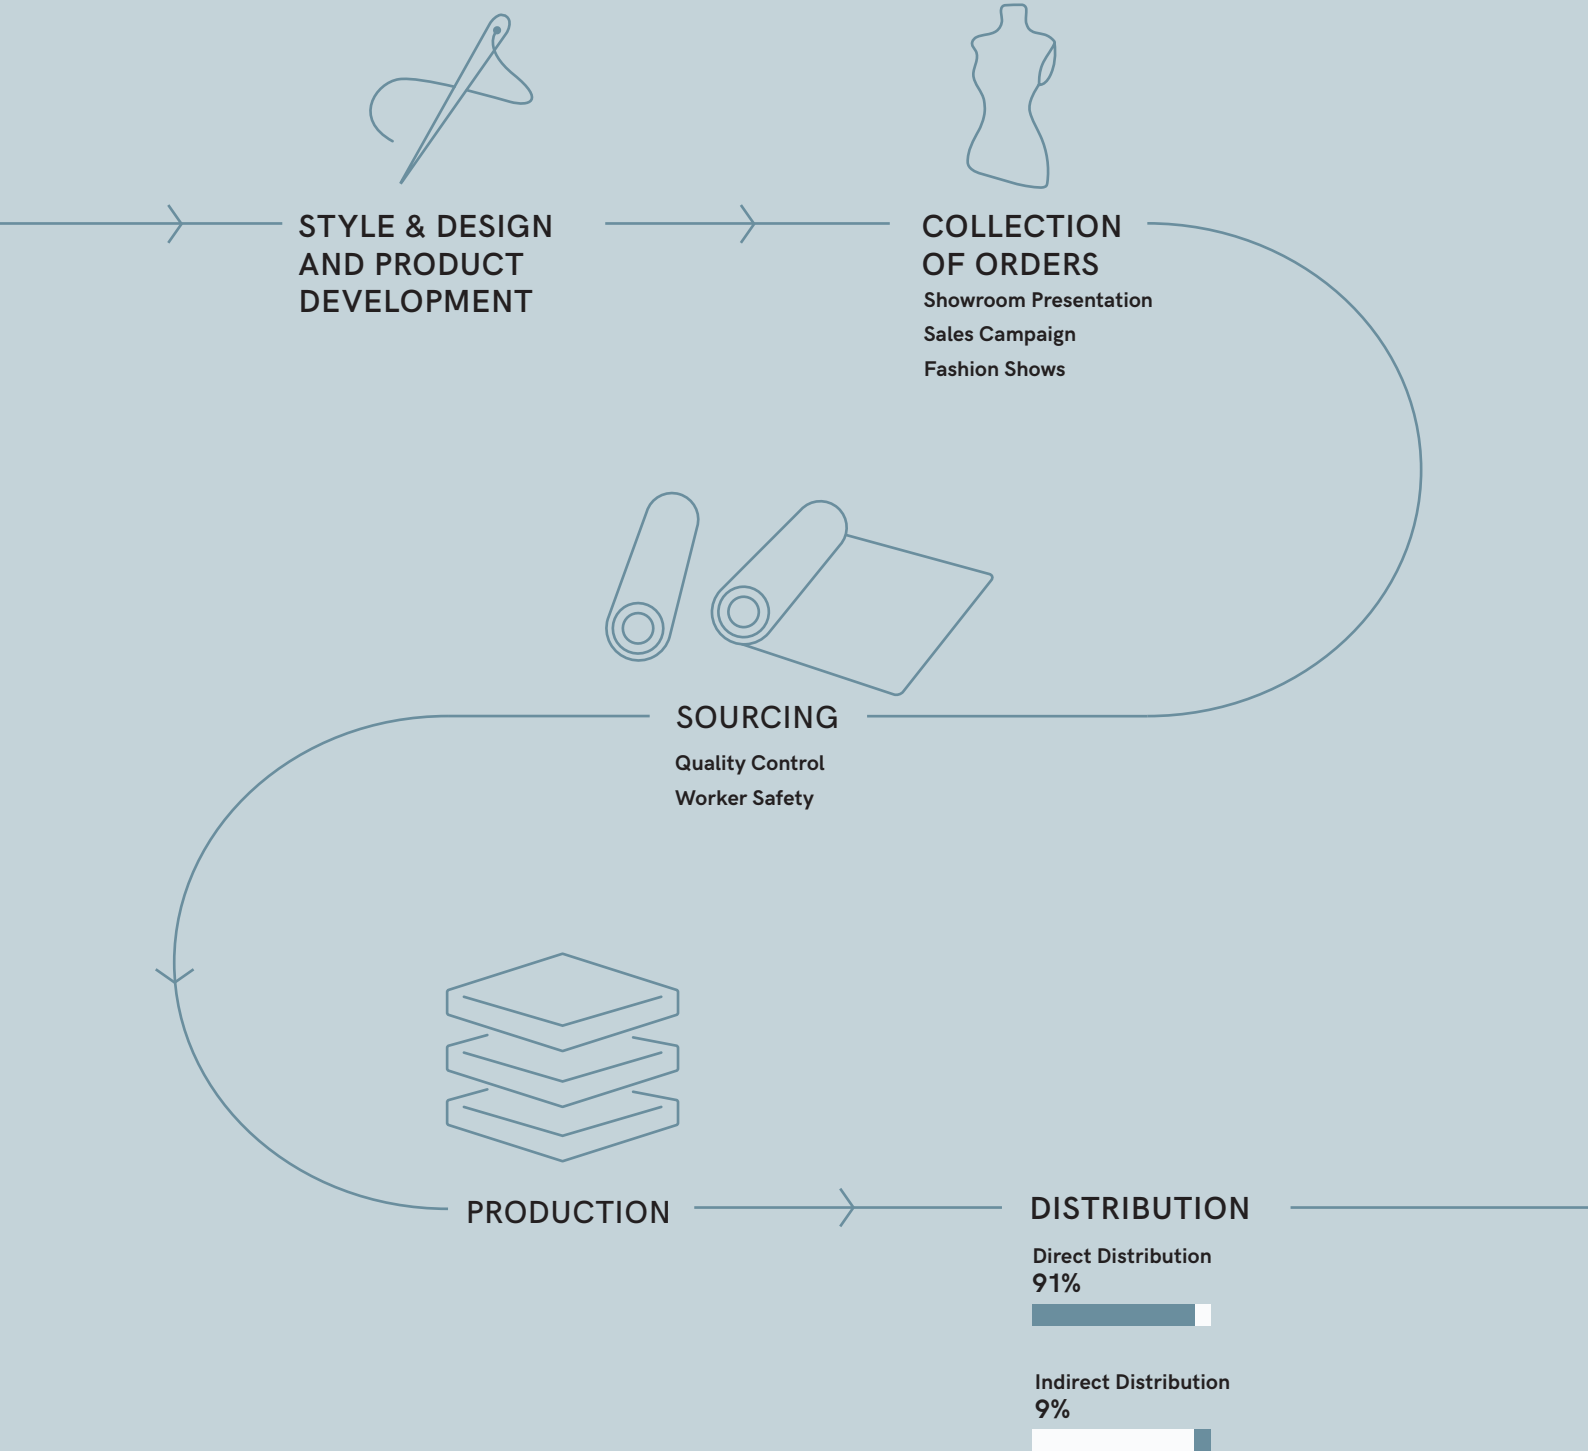 STYLE & DESIGN
AND PRODUCT
DEVELOPMENT
COLLECTION
OF ORDERS
Showroom Presentation
Sales Campaign
Fashion Shows
SOURCING
Quality Control
Worker Safety
PRODUCTION
DISTRIBUTION
Direct Distribution
91%
Indirect Distribution
9%